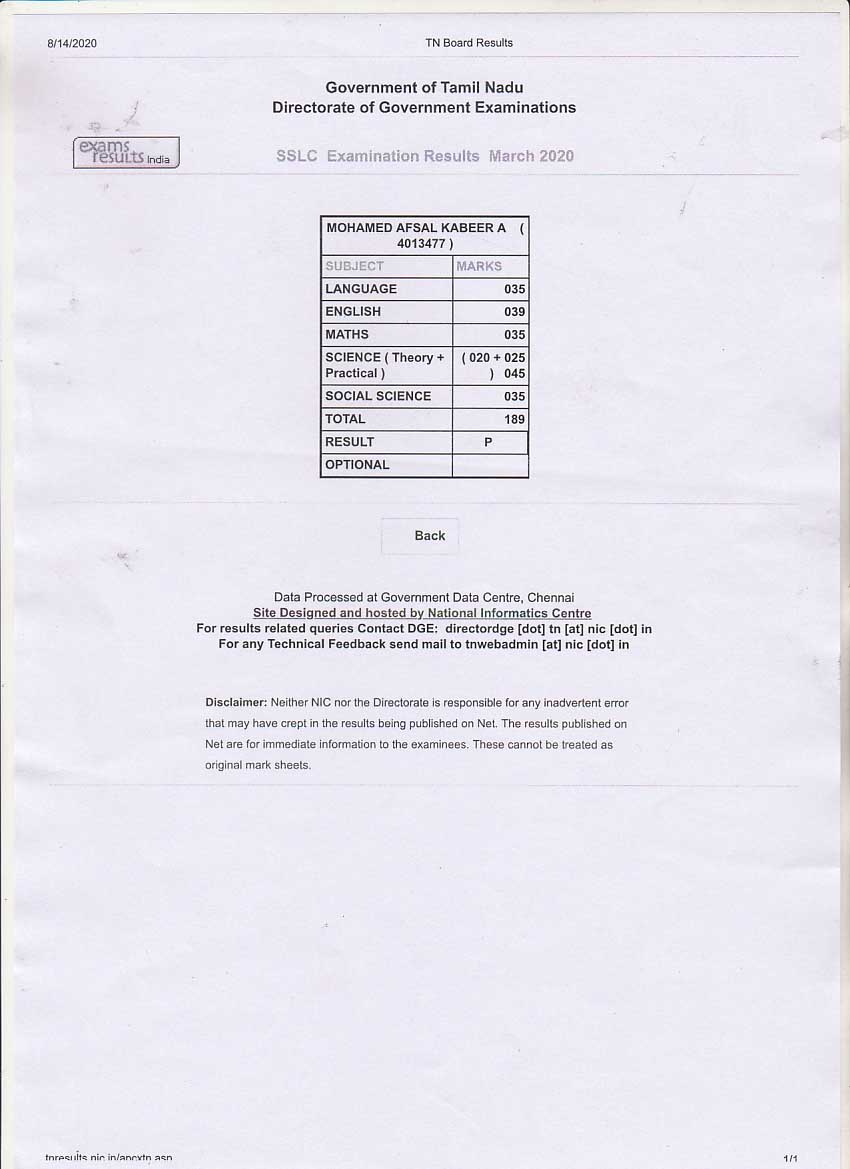 8/14/2020 TN Board Results
Government of Tamil Nadu
Directorate of Government Examinations
exams
results India
SSLC Examination Results March 2020
MOHAMED AFSAL KABEER A (
4013477 )
SUBJECT MARKS
LANGUAGE 035
ENGLISH 039
MATHS 035
SCIENCE ( Theory + ( 020 + 025
Practical ) ) 045
SOCIAL SCIENCE 035
TOTAL 189
RESULT P
OPTIONAL
Back
Data Processed at Government Data Centre, Chennai
Site Designed and hosted by National Informatics Centre
For results related queries Contact DGE: directordge [dot] tn [at] nic [dot] in
For any Technical Feedback send mail to tnwebadmin [at] nic [dot] in
Disclaimer: Neither NIC nor the Directorate is responsible for any inadvertent error
that may have crept in the results being published on Net. The results published on
Net are for immediate information to the examinees. These cannot be treated as
original mark sheets.
1/1